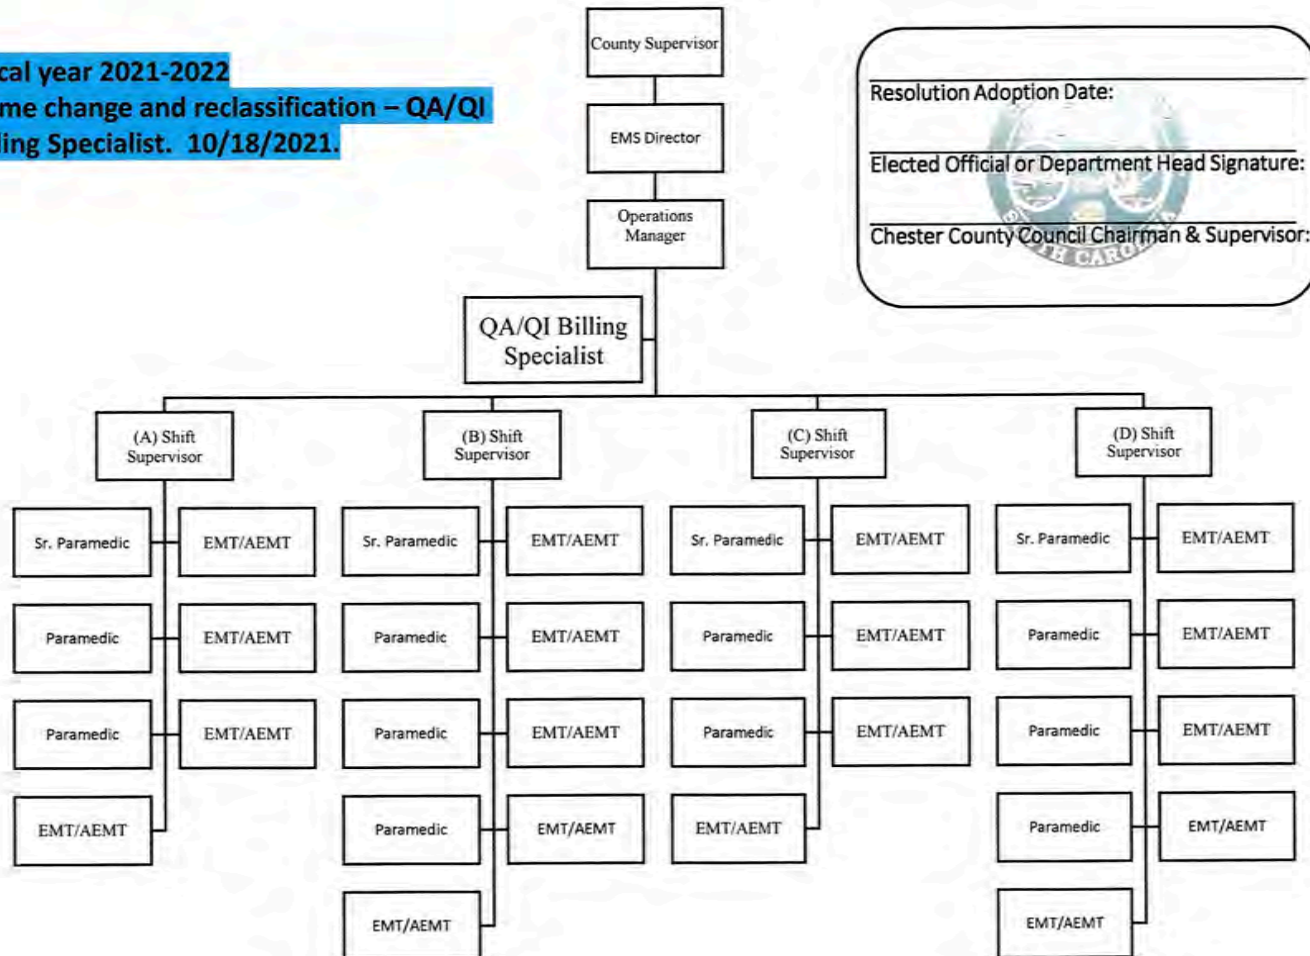 cal year 2021-2022
me change and reclassification – QA/QI
ling Specialist. 10/18/2021.
County Supervisor
EMS Director
Operations
Manager
Resolution Adoption Date:
Elected Official or Department Head Signature:
Chester County Council Chairman & Supervisor:
SOUTH CAROLINA
QA/QI Billing
Specialist
(A) Shift
Supervisor
(B) Shift
Supervisor
(C) Shift
Supervisor
(D) Shift
Supervisor
Sr. Paramedic
EMT/AEMT
Sr. Paramedic
EMT/AEMT
Sr. Paramedic
EMT/AEMT
Sr. Paramedic
EMT/AEMT
Paramedic
EMT/AEMT
Paramedic
EMT/AEMT
Paramedic
EMT/AEMT
Paramedic
EMT/AEMT
Paramedic
EMT/AEMT
Paramedic
EMT/AEMT
Paramedic
EMT/AEMT
Paramedic
EMT/AEMT
EMT/AEMT
Paramedic
EMT/AEMT
EMT/AEMT
Paramedic
EMT/AEMT
EMT/AEMT
EMT/AEMT